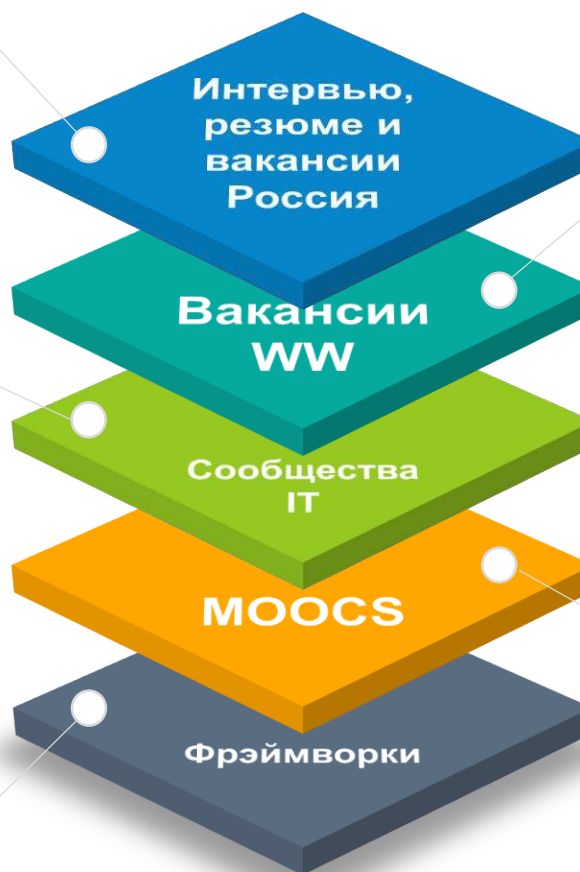 Интервью,
резюме и
вакансии
Россия
Вакансии
WW
Сообщества
IT
MOOCS
Фрэймворки